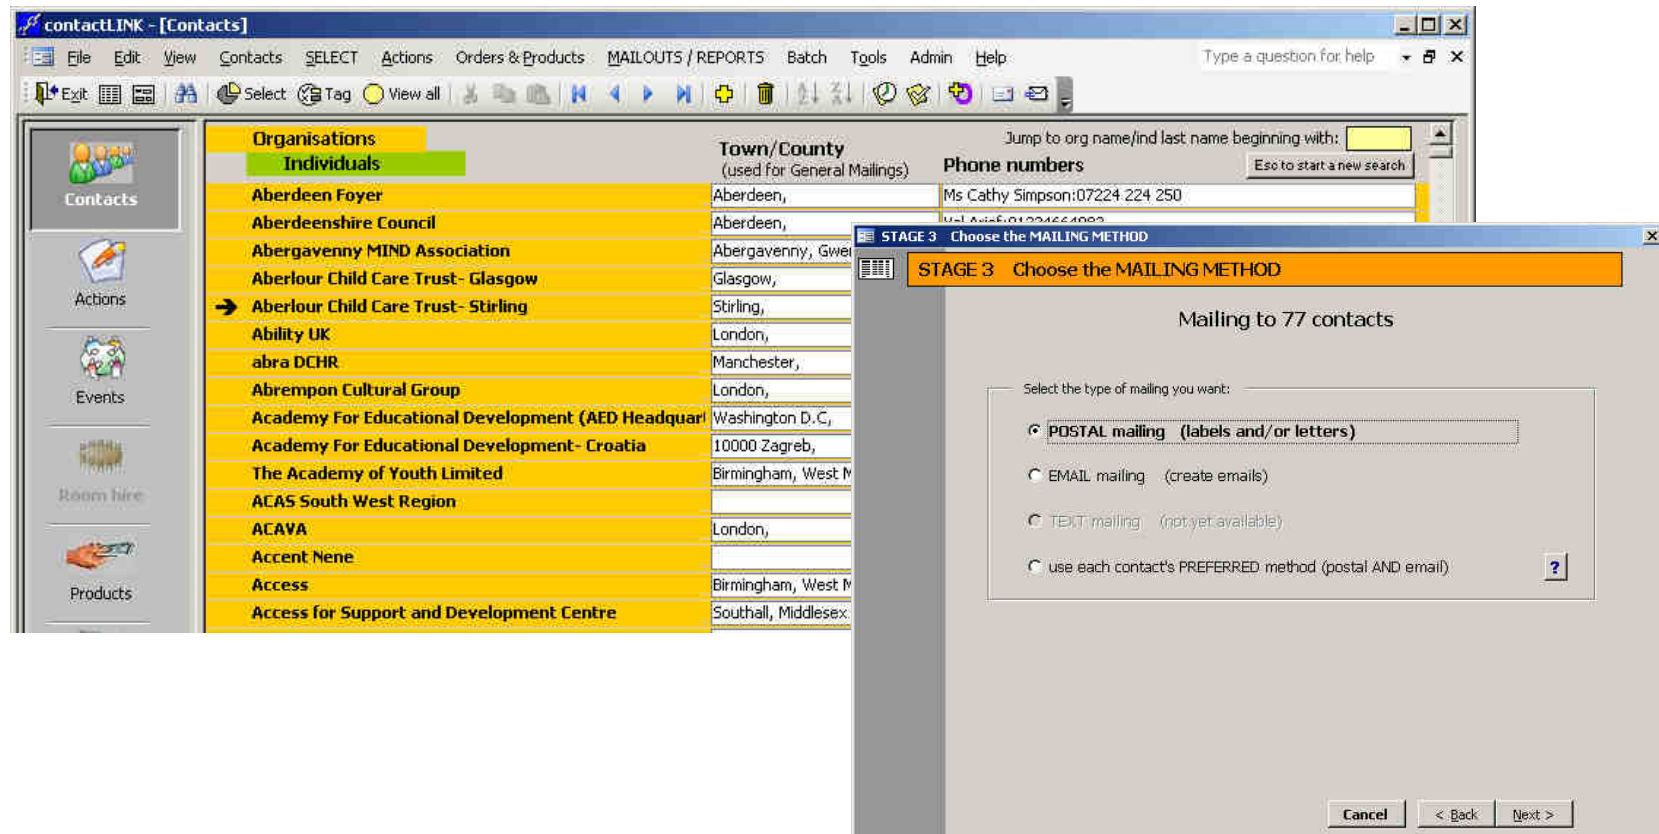 contactLINK - [Contacts]
File Edit View Contacts SELECT Actions Orders & Products MAILOUTS / REPORTS Batch Tools Admin Help Type a question for help
Exit Select Tag View all
Contacts
Actions
Events
Room hire
Products
Organisations
Individuals
Town/County
(used for General Mailings)
Phone numbers
Jump to org name/ind last name beginning with:
Esc to start a new search
Aberdeen Foyer Aberdeen, Ms Cathy Simpson:07224 224 250
Aberdeenshire Council Aberdeen,
Abergavenny MIND Association Abergavenny, Gwe
Aberlour Child Care Trust- Glasgow Glasgow,
Aberlour Child Care Trust- Stirling Stirling,
Ability UK London,
abra DCHR Manchester,
Abrempon Cultural Group London,
Academy For Educational Development (AED Headquar Washington D.C,
Academy For Educational Development- Croatia 10000 Zagreb,
The Academy of Youth Limited Birmingham, West M
ACAS South West Region
ACAVA London,
Accent Nene
Access Birmingham, West M
Access for Support and Development Centre Southall, Middlesex
STAGE 3 Choose the MAILING METHOD
STAGE 3 Choose the MAILING METHOD
Mailing to 77 contacts
Select the type of mailing you want:
POSTAL mailing (labels and/or letters)
EMAIL mailing (create emails)
TEXT mailing (not yet available)
use each contact's PREFERRED method (postal AND email) ?
Cancel < Back Next >